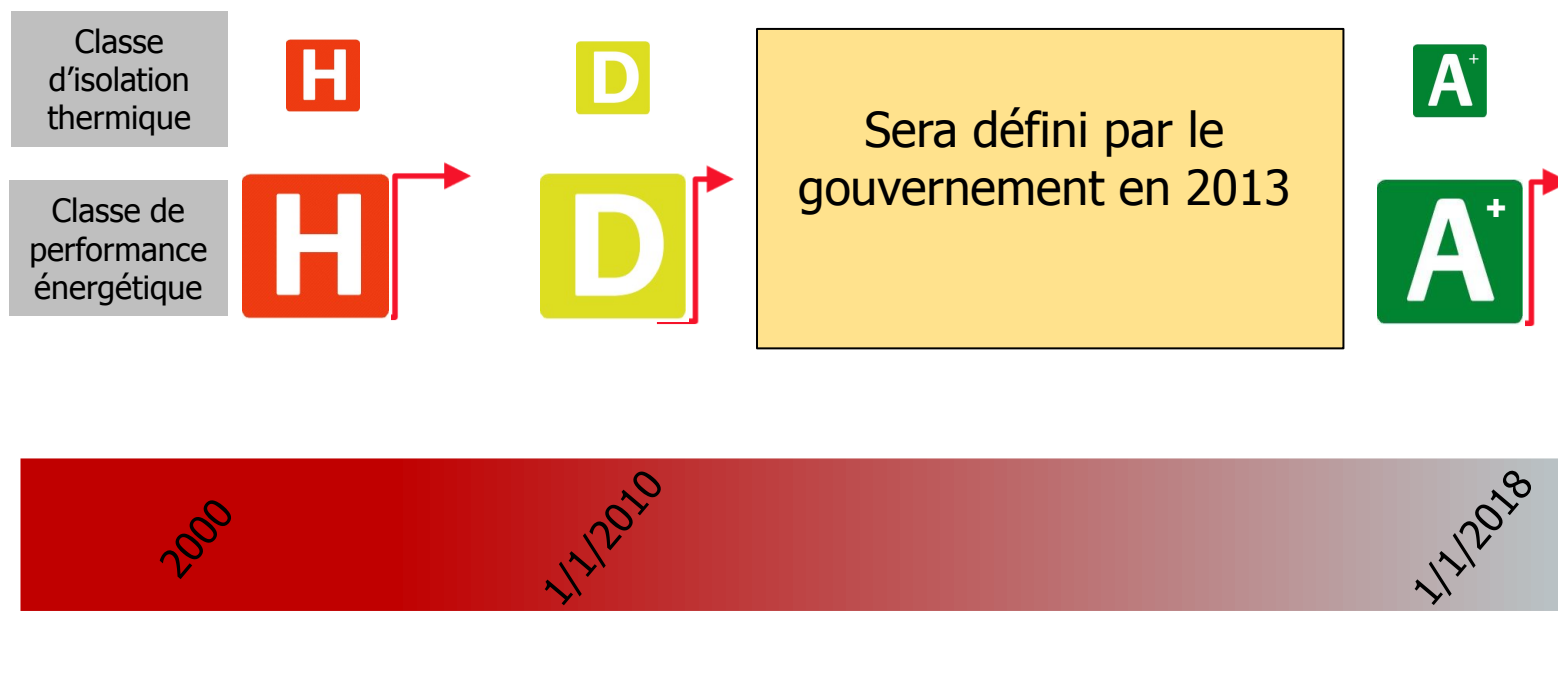 Classe
d’isolation
thermique
H
D
Sera défini par le
gouvernement en 2013
A+
Classe de
performance
énergétique
H
D
A+
2000
1/1/2010
1/1/2018